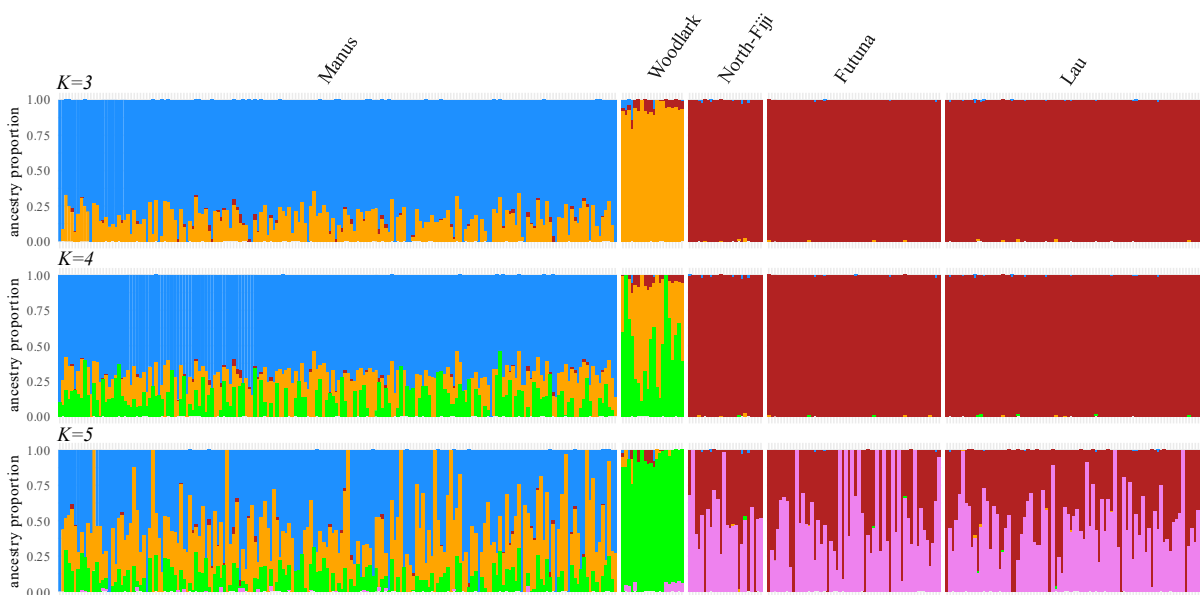 Manus
Woodlark
North-Fiji
Futuna
Lau
K=3
ancestry proportion
1.00
0.75
0.50
0.25
0.00
K=4
ancestry proportion
1.00
0.75
0.50
0.25
0.00
K=5
ancestry proportion
1.00
0.75
0.50
0.25
0.00